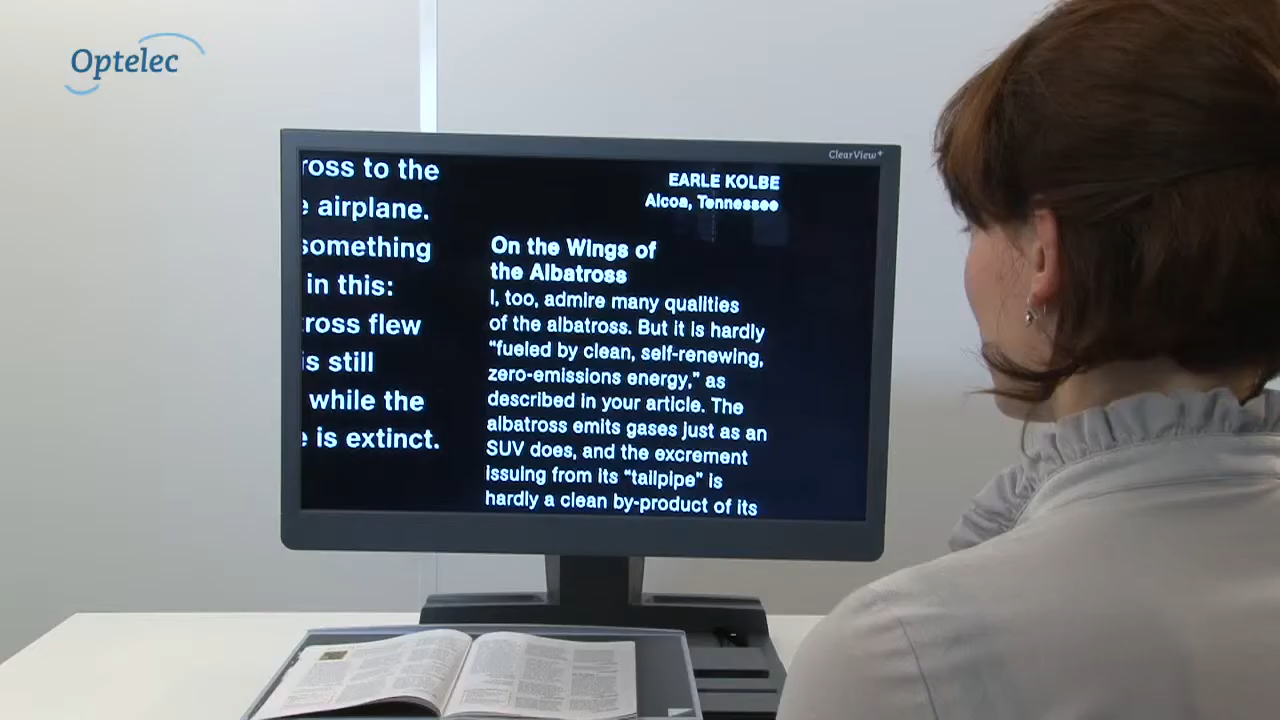 Optelec
ClearView+
ross to the
airplane.
something
in this:
ross flew
is still
while the
is extinct.
EARLE KOLBE
Alcoa, Tennessee
On the Wings of
the Albatross
I, too, admire many qualities
of the albatross. But it is hardly
“fueled by clean, self-renewing,
zero-emissions energy,” as
described in your article. The
albatross emits gases just as an
SUV does, and the excrement
issuing from its “tailpipe” is
hardly a clean by-product of its